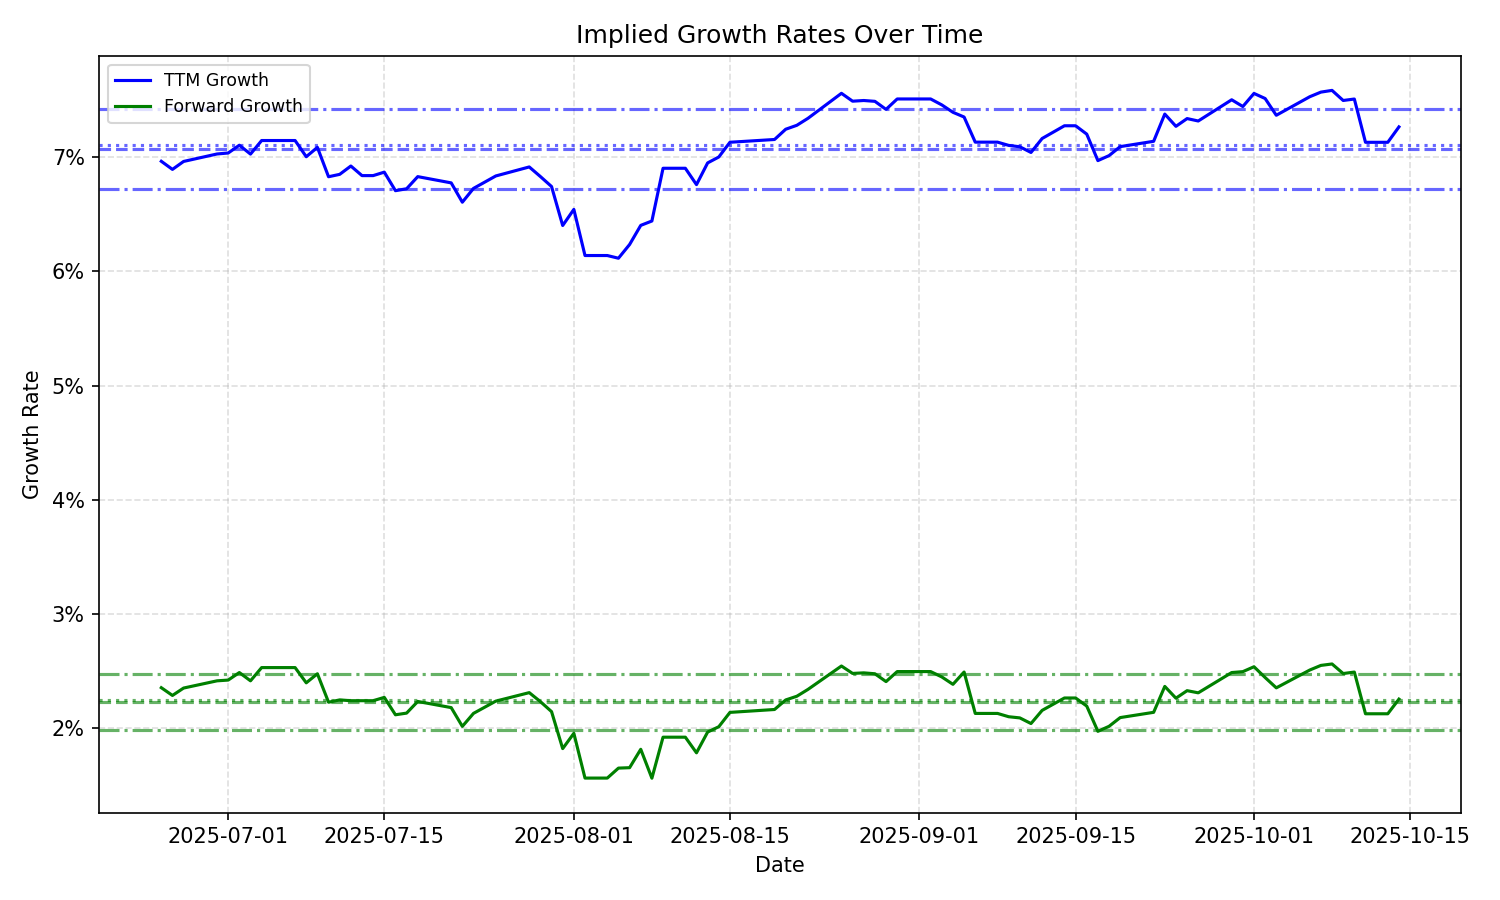 Implied Growth Rates Over Time
TTM Growth
Forward Growth
7%
6%
5%
4%
3%
2%
Growth Rate
2025-07-01 2025-07-15 2025-08-01 2025-08-15 2025-09-01 2025-09-15 2025-10-01 2025-10-15
Date